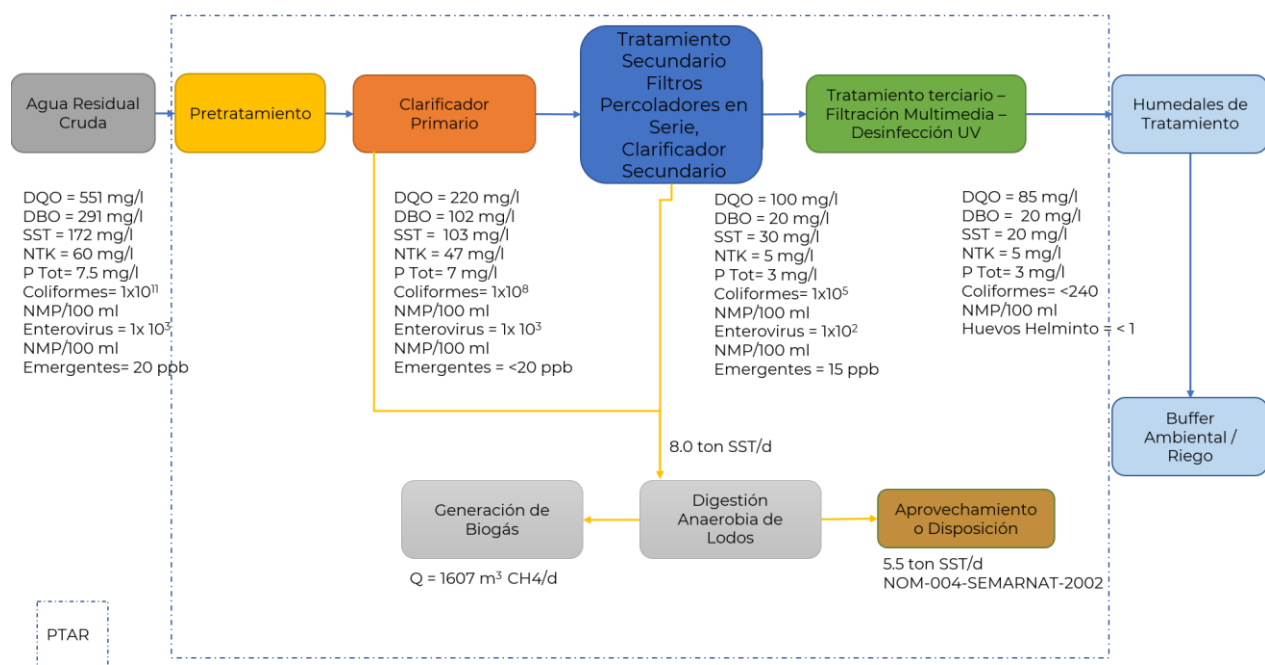 Agua Residual
Cruda
Pretratamiento
Clarificador
Primario
Tratamiento
Secundario
Filtros
Percoladores en
Serie,
Clarificador
Secundario
Tratamiento terciario –
Filtración Multimedia –
Desinfección UV
Humedales de
Tratamiento
DQO = 551 mg/l
DBO = 291 mg/l
SST = 172 mg/l
NTK = 60 mg/l
P Tot= 7.5 mg/l
Coliformes= 1x10¹¹
NMP/100 ml
Enterovirus = 1x 10³
NMP/100 ml
Emergentes= 20 ppb
DQO = 220 mg/l
DBO = 102 mg/l
SST = 103 mg/l
NTK = 47 mg/l
P Tot= 7 mg/l
Coliformes= 1x10⁸
NMP/100 ml
Enterovirus = 1x 10³
NMP/100 ml
Emergentes = <20 ppb
DQO = 100 mg/l
DBO = 20 mg/l
SST = 30 mg/l
NTK = 5 mg/l
P Tot= 3 mg/l
Coliformes= 1x10⁵
NMP/100 ml
Enterovirus = 1x10²
NMP/100 ml
Emergentes = 15 ppb
DQO = 85 mg/l
DBO = 20 mg/l
SST = 20 mg/l
NTK = 5 mg/l
P Tot= 3 mg/l
Coliformes= <240
NMP/100 ml
Huevos Helminto = < 1
Buffer
Ambiental /
Riego
8.0 ton SST/d
Generación de
Biogás
Digestión
Anaerobia de
Lodos
Aprovechamiento
o Disposición
Q = 1607 m³ CH4/d
5.5 ton SST/d
NOM-004-SEMARNAT-2002
PTAR